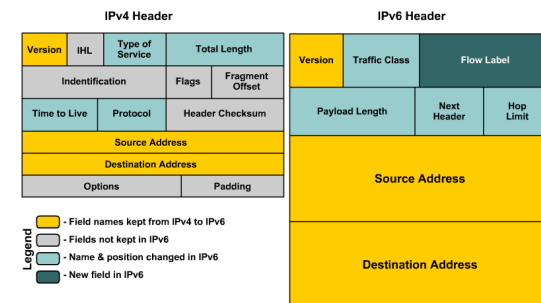 IPv4 Header
Version IHL Type of Service Total Length
Indentification Flags Fragment Offset
Time to Live Protocol Header Checksum
Source Address
Destination Address
Options Padding
Legend
- Field names kept from IPv4 to IPv6
- Fields not kept in IPv6
- Name & position changed in IPv6
- New field in IPv6
IPv6 Header
Version Traffic Class Flow Label
Payload Length Next Header Hop Limit
Source Address
Destination Address